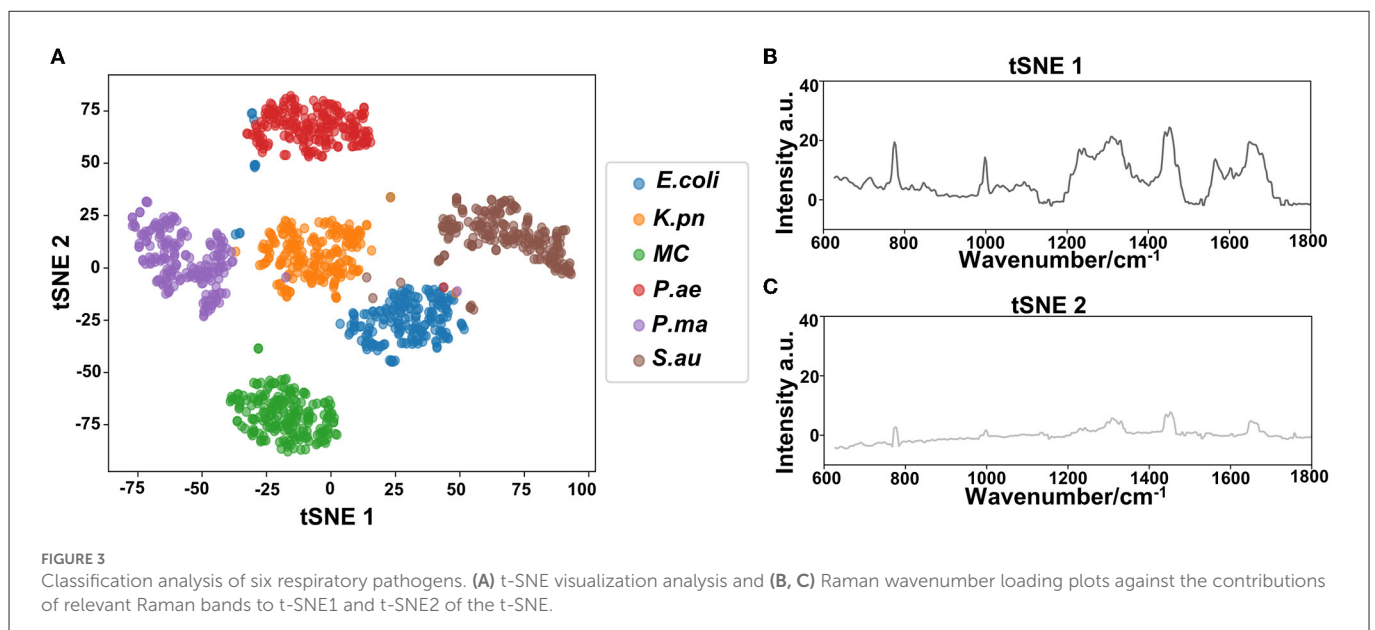 A
tSNE 2
75
50
25
0
-25
-50
-75
-75 -50 -25 0 25 50 75 100
tSNE 1
E.coli
K.pn
MC
P.ae
P.ma
S.au
B
tSNE 1
Intensity a.u.
40
20
0
600 800 1000 1200 1400 1600 1800
Wavenumber/cm-1
C
tSNE 2
Intensity a.u.
40
20
0
600 800 1000 1200 1400 1600 1800
Wavenumber/cm-1
FIGURE 3
Classification analysis of six respiratory pathogens. (A) t-SNE visualization analysis and (B, C) Raman wavenumber loading plots against the contributions
of relevant Raman bands to t-SNE1 and t-SNE2 of the t-SNE.